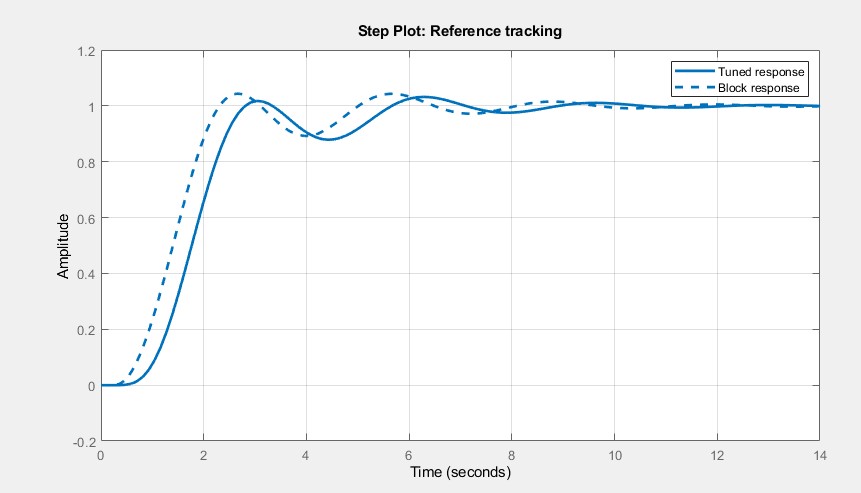 Step Plot: Reference tracking
Tuned response
Block response
Amplitude
1.2
1
0.8
0.6
0.4
0.2
0
-0.2
0 2 4 6 8 10 12 14
Time (seconds)